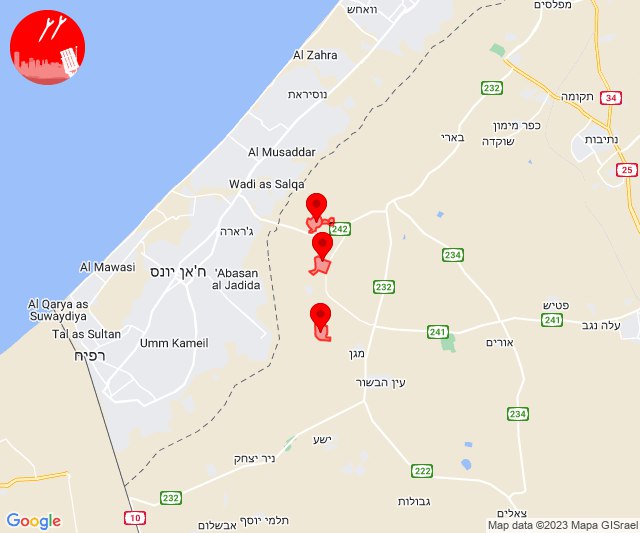 וואחש
מפלסים
Al Zahra
נוסיראת
232
תקומה
34
כפר מימון
שוקדה
בארי
נתיבות
Al Musaddar
25
Wadi as Salqa
ג'רארה
242
234
Al Mawasi
ח'אן יונס
'Abasan
al Jadida
232
Al Qarya as
Suwaydiya
פטיש
241
עלה נגב
Tal as Sultan
241
Umm Kameil
אורים
רפיח
מגן
עין הבשור
234
ישע
ניר יצחק
222
232
גבולות
צאלים
10
תלמי יוסף
אבשלום
Google
Map data ©2023 Mapa GISrael